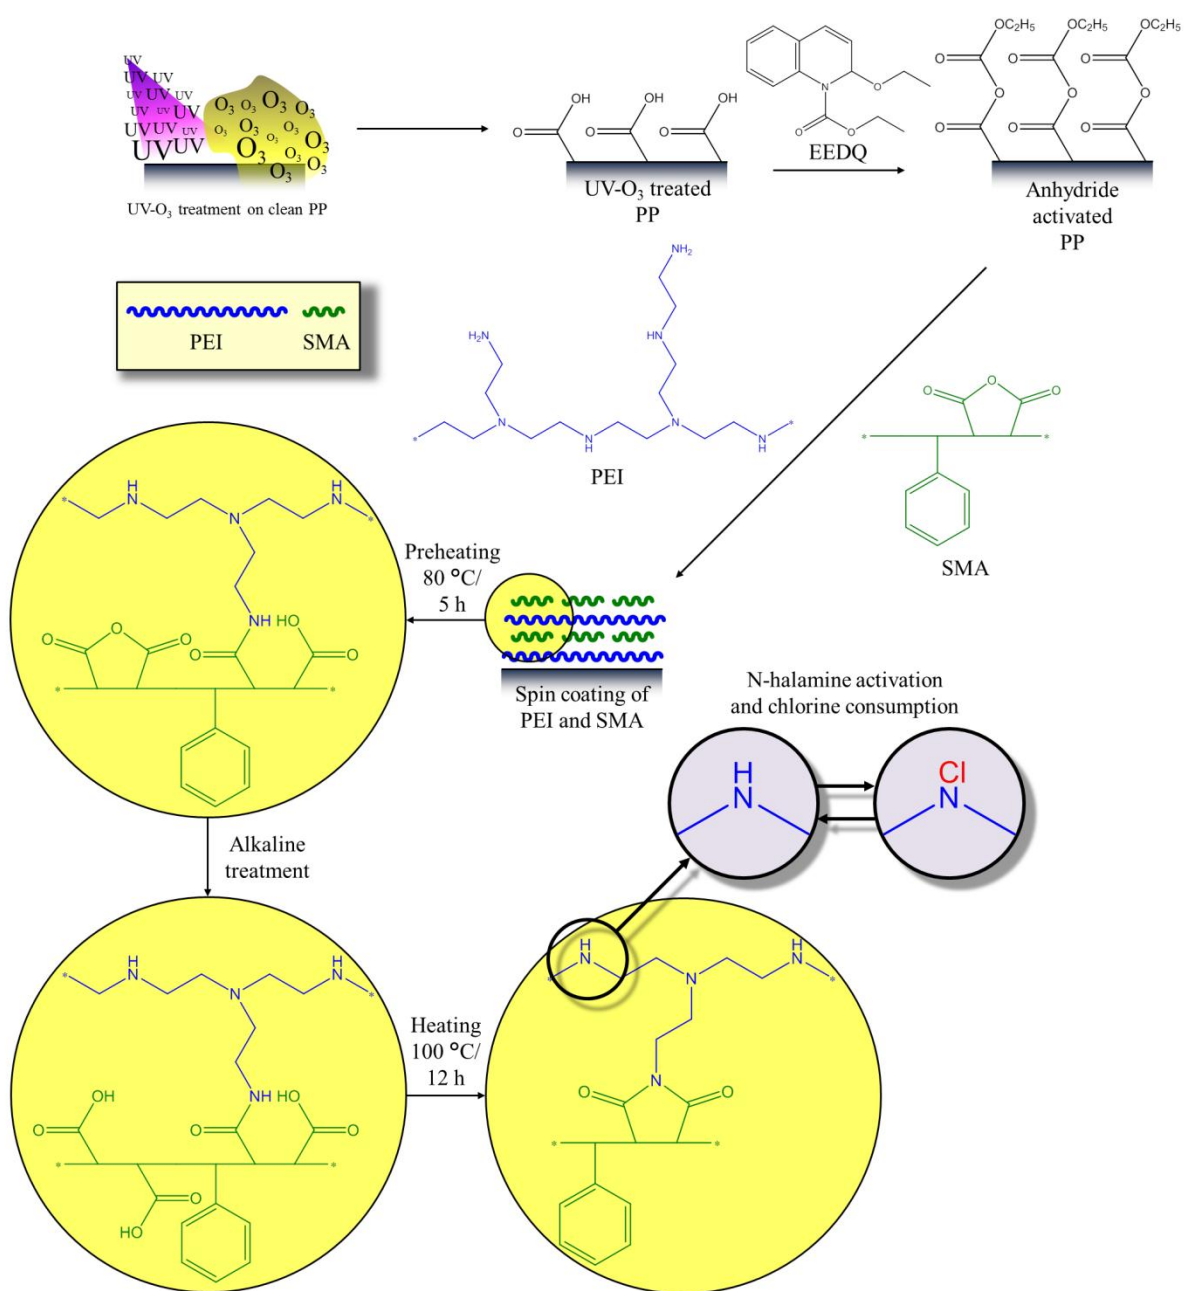 UV
UV UV
UV UV UV
UV UV UV
UV UV UV
UV UV
O₃ O₃ O₃
O₃ O₃ O₃
O₃ O₃ O₃
O₃ O₃ O₃
O₃ O₃
UV-O₃ treatment on clean PP
OH OH OH
O O O
UV-O₃ treated
PP
N
O
O
O
EEDQ
OC₂H₅ OC₂H₅ OC₂H₅
O O O
O O O
O O O
Anhydride
activated
PP
PEI SMA
NH₂
HN
H₂N
N N
* N
H
N
H
*
PEI
O
O O
* *
SMA
H
N
H
N
* *
N
NH HO
O
O O O O
* *
Preheating
80 °C/
5 h
Spin coating of
PEI and SMA
N-halamine activation
and chlorine consumption
H
N
Cl
N
Alkaline
treatment
H
N
H
N
* *
N
NH HO
OH
O O O
* *
O
HO
Heating
100 °C/
12 h
H
N
H
N
* *
N
N
O O
* *